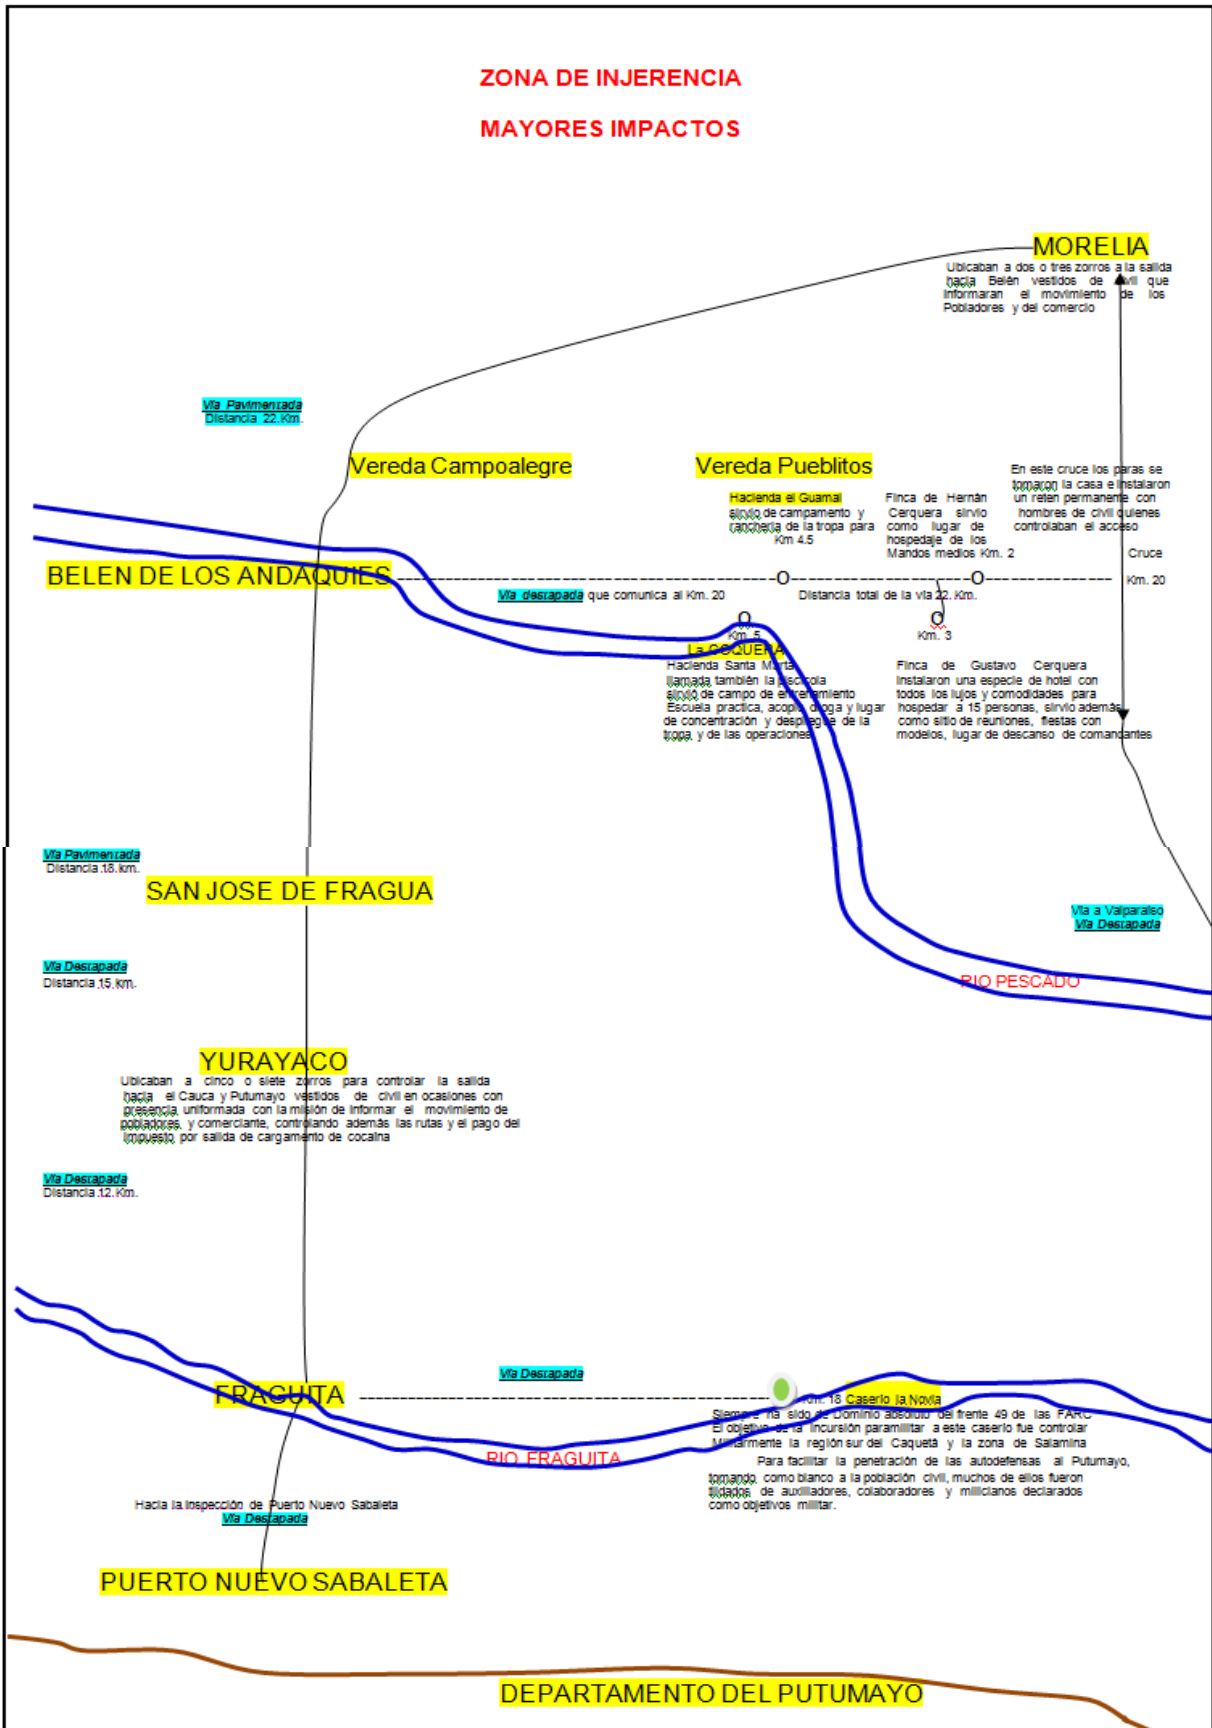 ZONA DE INJERENCIA
MAYORES IMPACTOS
MORELIA
Ubicaban a dos o tres zorros a la salida
hacia Belén vestidos de civil que
informaran el movimiento de los
Pobladores y del comercio
Vía Pavimentada
Distancia 22.Km.
Vereda Campoalegre
Vereda Pueblitos
Hacienda el Guamal
sirvio de campamento y
rancheria de la tropa para
Km 4.5
Finca de Hernán
Cerquera sirvio
como lugar de
hospedaje de los
Mandos medios Km. 2
En este cruce los paras se
tomaron la casa e instalaron
un reten permanente con
hombres de civil quienes
controlaban el acceso
Cruce
Km. 20
BELEN DE LOS ANDAQUIES
O
O
Vía destapada que comunica al Km. 20
Distancia total de la vía 22. Km.
O
Km. 5
O
Km. 3
La COQUERA
Hacienda Santa Marta
llamada también la piscicola
sirvió de campo de entrenamiento
Escuela practica, acopio droga y lugar
de concentración y despliegue de la
tropa y de las operaciones
Finca de Gustavo Cerquera
Instalaron una especie de hotel con
todos los lujos y comodidades para
hospedar a 15 personas, sirvio además
como sitio de reuniones, fiestas con
modelos, lugar de descanso de comandantes
Vía Pavimentada
Distancia .18. km.
SAN JOSE DE FRAGUA
Vía a Valparaiso
Vía Destapada
Vía Destapada
Distancia .15. km.
RIO PESCADO
YURAYACO
Ubicaban a cinco o siete zorros para controlar la salida
hacia el Cauca y Putumayo vestidos de civil en ocasiones con
presencia uniformada con la misión de informar el movimiento de
pobladores y comerciante, controlando además las rutas y el pago del
impuesto por salida de cargamento de cocaína
Vía Destapada
Distancia .12. Km.
Vía Destapada
FRAGUITA
Km. 18 Caserio la Novia
Siempre ha sido de Dominio absoluto del frente 49 de las FARC
El objetivo de la incursión paramilitar a este caserío fue controlar
Militarmente la región sur del Caquetá y la zona de Salamina
Para facilitar la penetración de las autodefensas al Putumayo,
tomando como blanco a la población civil, muchos de ellos fueron
tildados de auxiliadores, colaboradores y milicianos declarados
como objetivos militar.
RIO FRAGUITA
Hacia la Inspección de Puerto Nuevo Sabaleta
Vía Destapada
PUERTO NUEVO SABALETA
DEPARTAMENTO DEL PUTUMAYO